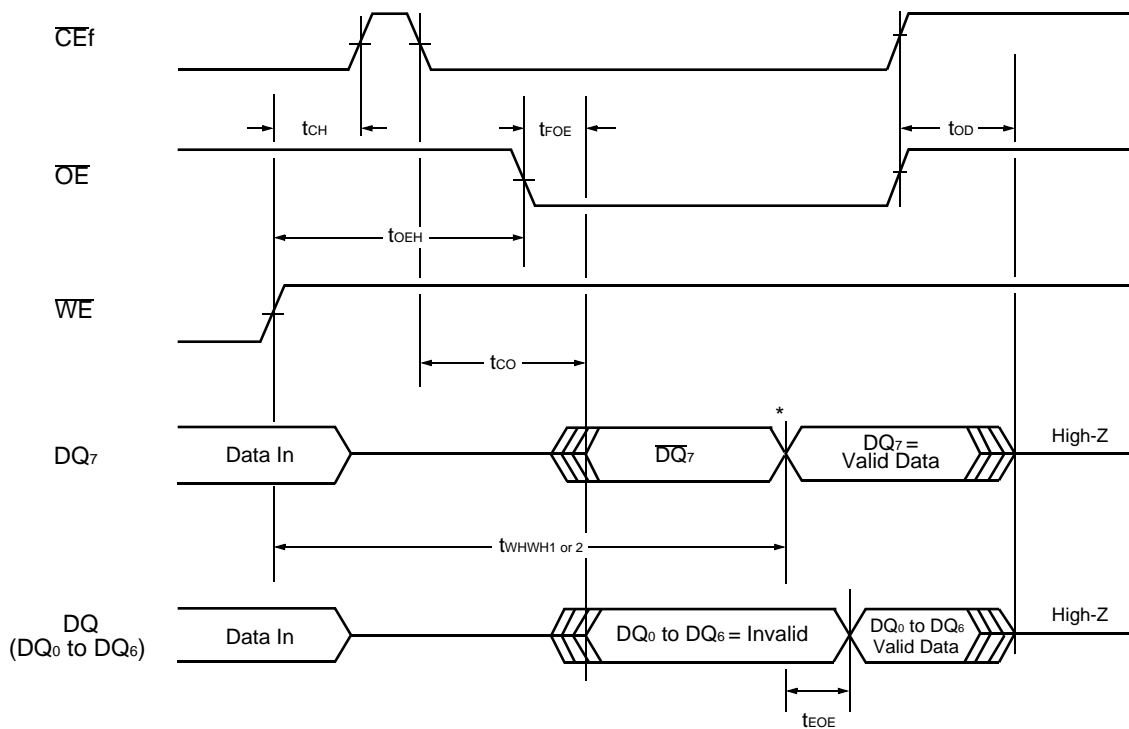 CEf
tCH
tFOE
tOD
OE
tOEH
WE
tCO
*
DQ7
Data In
DQ7
DQ7 =
Valid Data
High-Z
tWHWH1 or 2
DQ
(DQ0 to DQ6)
Data In
DQ0 to DQ6 = Invalid
DQ0 to DQ6
Valid Data
High-Z
tEOE